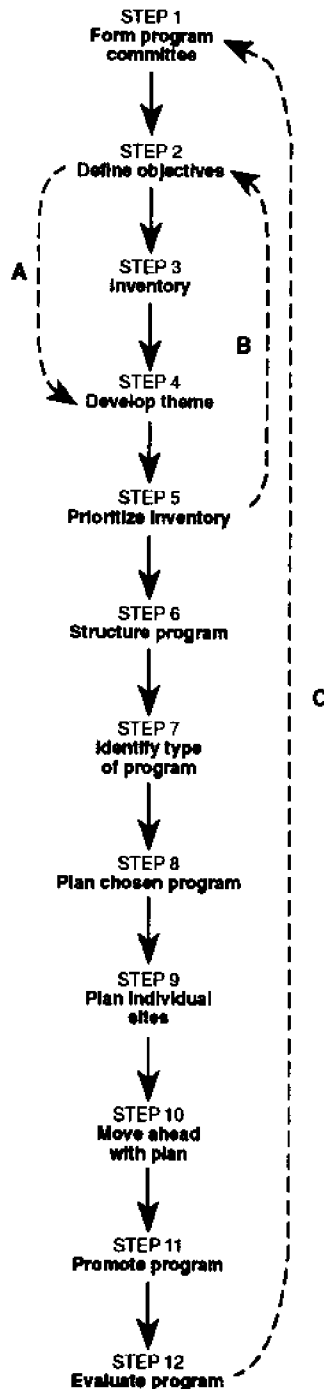 STEP 1
Form program
committee
STEP 2
Define objectives
A
STEP 3
Inventory
B
STEP 4
Develop theme
STEP 5
Prioritize inventory
STEP 6
Structure program
C
STEP 7
Identify type
of program
STEP 8
Plan chosen program
STEP 9
Plan individual
sites
STEP 10
Move ahead
with plan
STEP 11
Promote program
STEP 12
Evaluate program